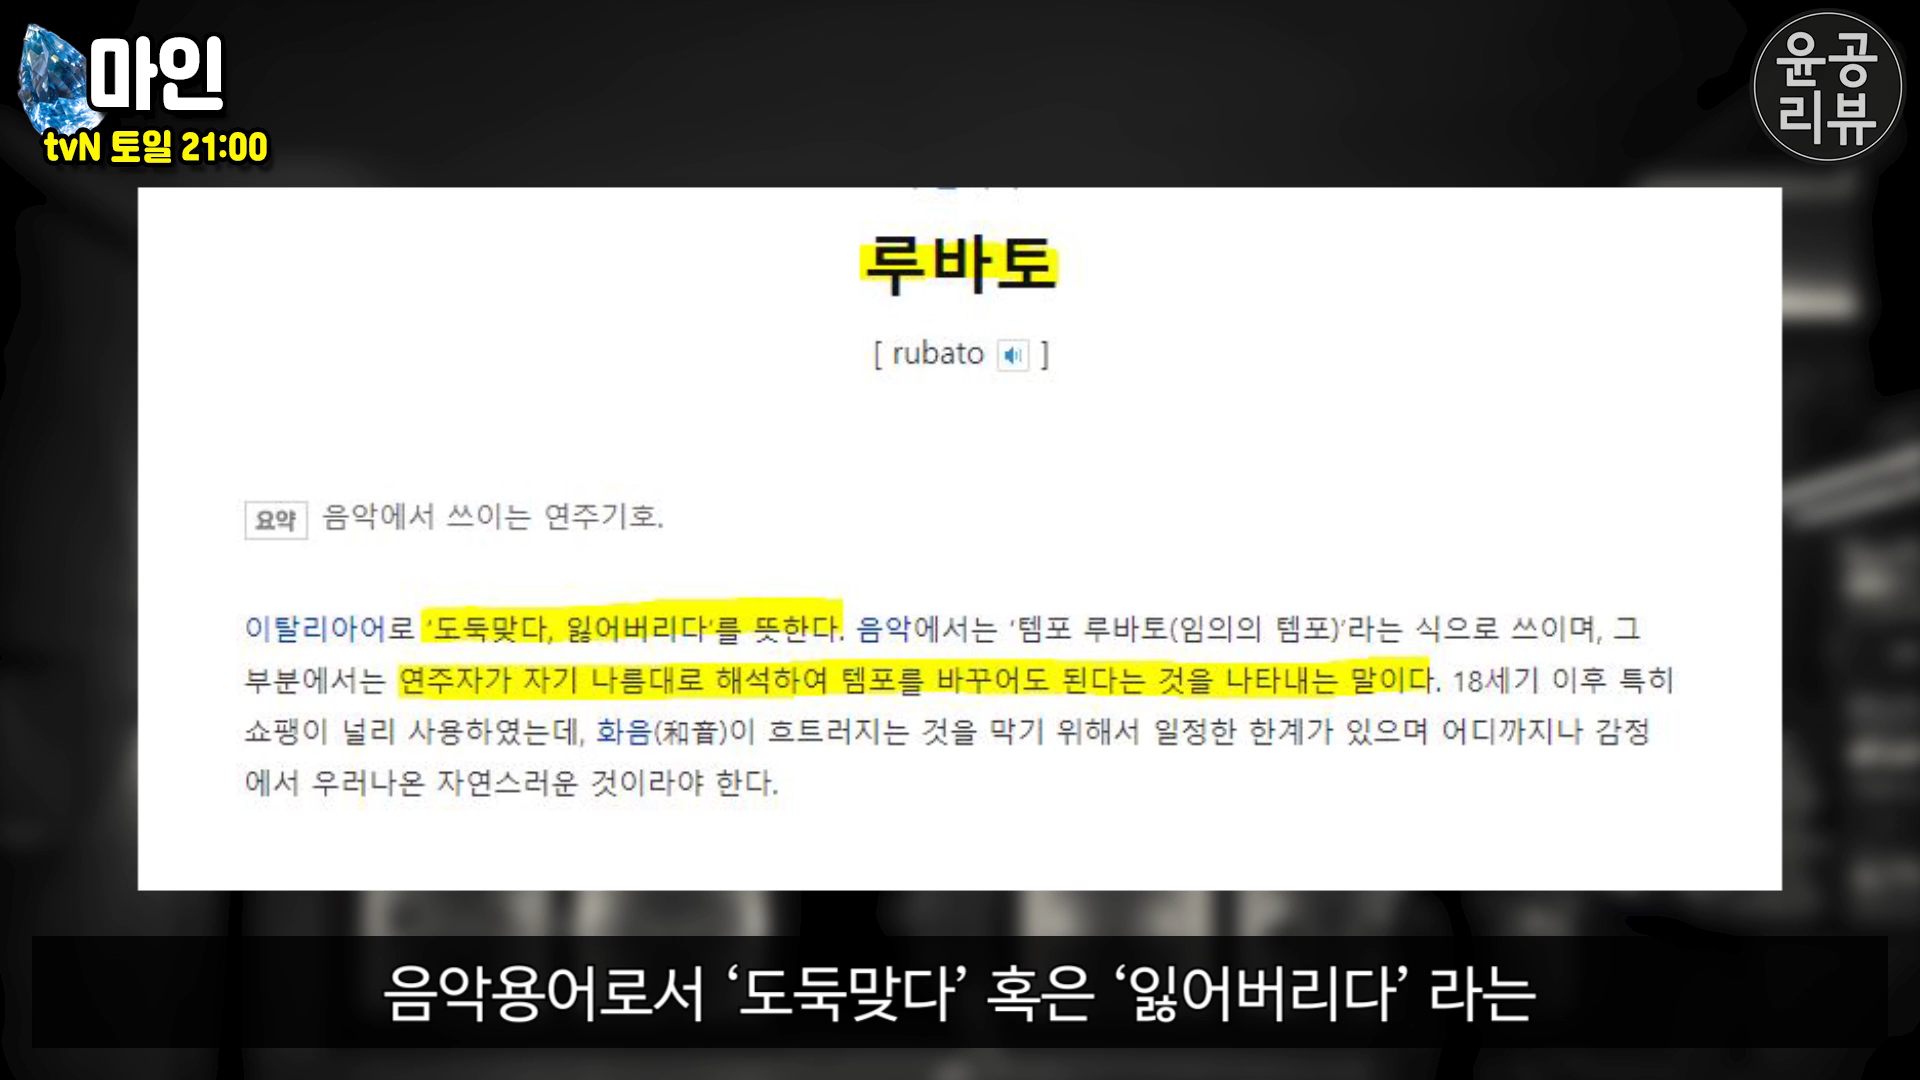 마인
tvN 토일 21:00
윤공
리뷰
루바토
[ rubato ]
요약 음악에서 쓰이는 연주기호.
이탈리아어로 '도둑맞다, 잃어버리다'를 뜻한다. 음악에서는 '템포 루바토(임의의 템포)'라는 식으로 쓰이며, 그
부분에서는 연주자가 자기 나름대로 해석하여 템포를 바꾸어도 된다는 것을 나타내는 말이다. 18세기 이후 특히
쇼팽이 널리 사용하였는데, 화음(和音)이 흐트러지는 것을 막기 위해서 일정한 한계가 있으며 어디까지나 감정
에서 우러나온 자연스러운 것이라야 한다.
음악용어로서 ‘도둑맞다’ 혹은 ‘잃어버리다’ 라는